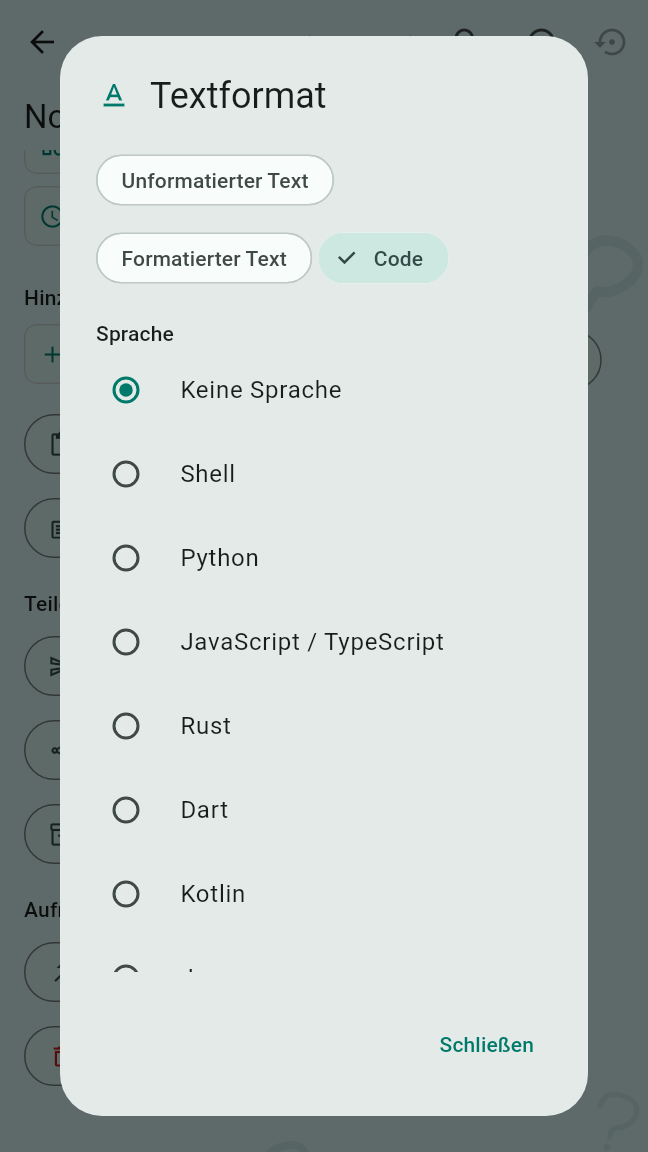 Textformat
Unformatierter Text
Formatierter Text
Code
Sprache
Keine Sprache
Shell
Python
JavaScript / TypeScript
Rust
Dart
Kotlin
Schließen